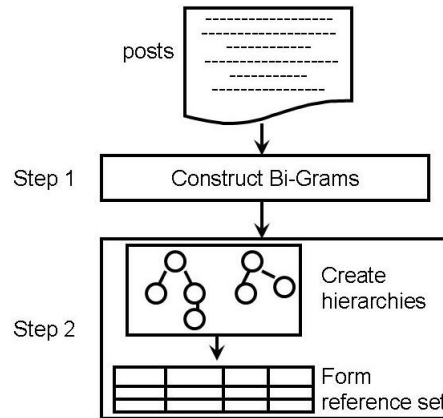 posts
Step 1
Construct Bi-Grams
Create
hierarchies
Step 2
Form
reference set